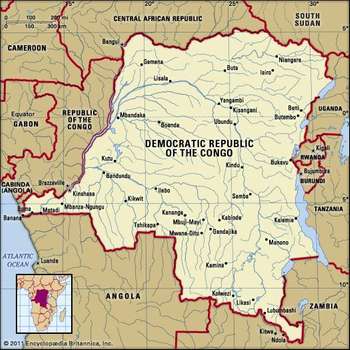 CENTRAL AFRICAN REPUBLIC
SOUTH
SUDAN
CAMEROON
Bangui
Gemena
Lisala
Buta
Isiro
Niangara
Equator
GABON
REPUBLIC
OF THE
CONGO
Mbandaka
Boende
Yangambi
Kisangani
Ubundu
Beni
Butembo
UGANDA
DEMOCRATIC REPUBLIC
OF THE CONGO
Kutu
Bandundu
Kindu
Kigali
RWANDA
Bukavu
Bujumbura
BURUNDI
CABINDA
(ANGOLA)
Brazzaville
Kinshasa
Kikwit
Ilebo
Samba
Boma
Banana
Matadi
Mbanza-Ngungu
Kananga
Mbuji-Mayi
Kabinda
Kalemie
TANZANIA
Tshikapa
Mwene-Ditu
Gandajika
Manono
ATLANTIC
OCEAN
Luanda
Kamina
ANGOLA
Kolwezi
Likasi
Lubumbashi
ZAMBIA
Kitwe
Ndola
© 2011 Encyclopædia Britannica, Inc.